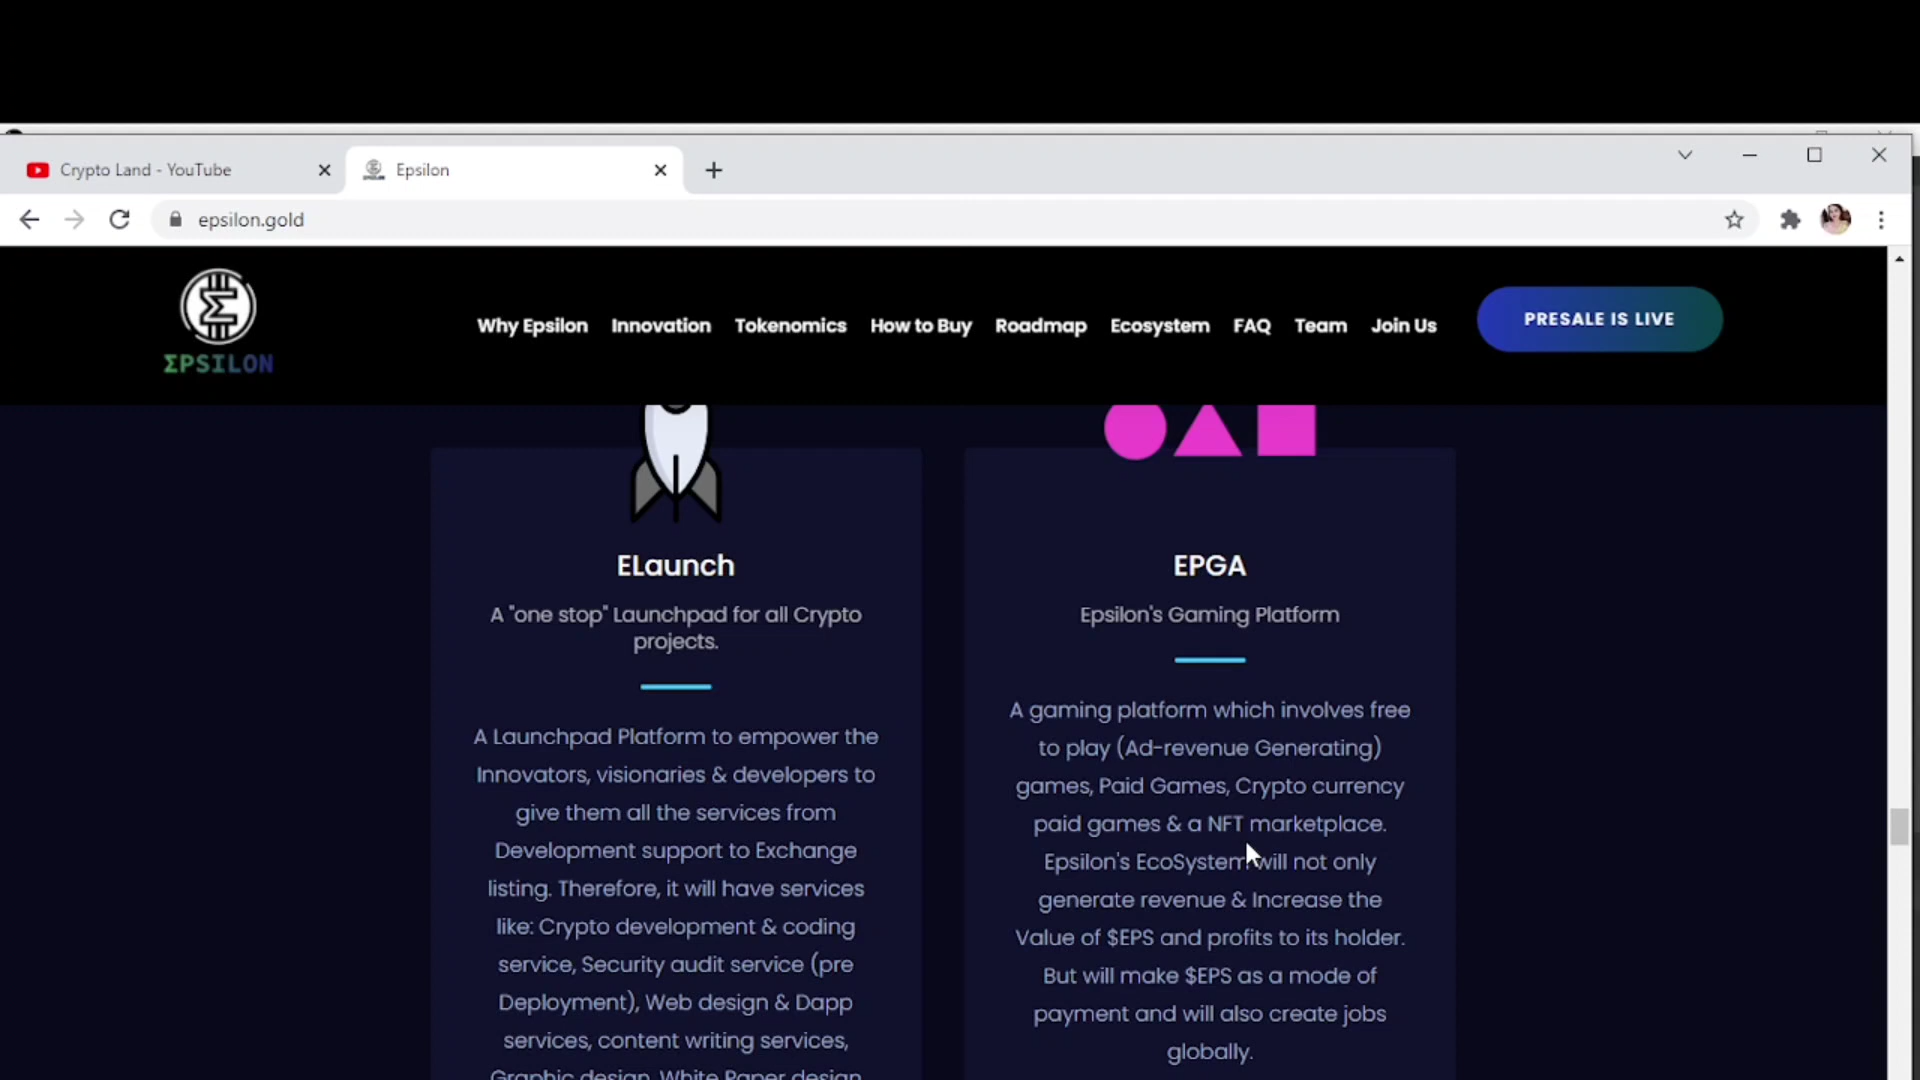 Crypto Land - YouTube
Epsilon
epsilon.gold
ΣPSILON
Why Epsilon
Innovation
Tokenomics
How to Buy
Roadmap
Ecosystem
FAQ
Team
Join Us
PRESALE IS LIVE
ELaunch
A "one stop" Launchpad for all Crypto
projects.
A Launchpad Platform to empower the
Innovators, visionaries & developers to
give them all the services from
Development support to Exchange
listing. Therefore, it will have services
like: Crypto development & coding
service, Security audit service (pre
Deployment), Web design & Dapp
services, content writing services,
Graphic design, White Paper design
EPGA
Epsilon's Gaming Platform
A gaming platform which involves free
to play (Ad-revenue Generating)
games, Paid Games, Crypto currency
paid games & a NFT marketplace.
Epsilon's EcoSystem will not only
generate revenue & Increase the
Value of $EPS and profits to its holder.
But will make $EPS as a mode of
payment and will also create jobs
globally.